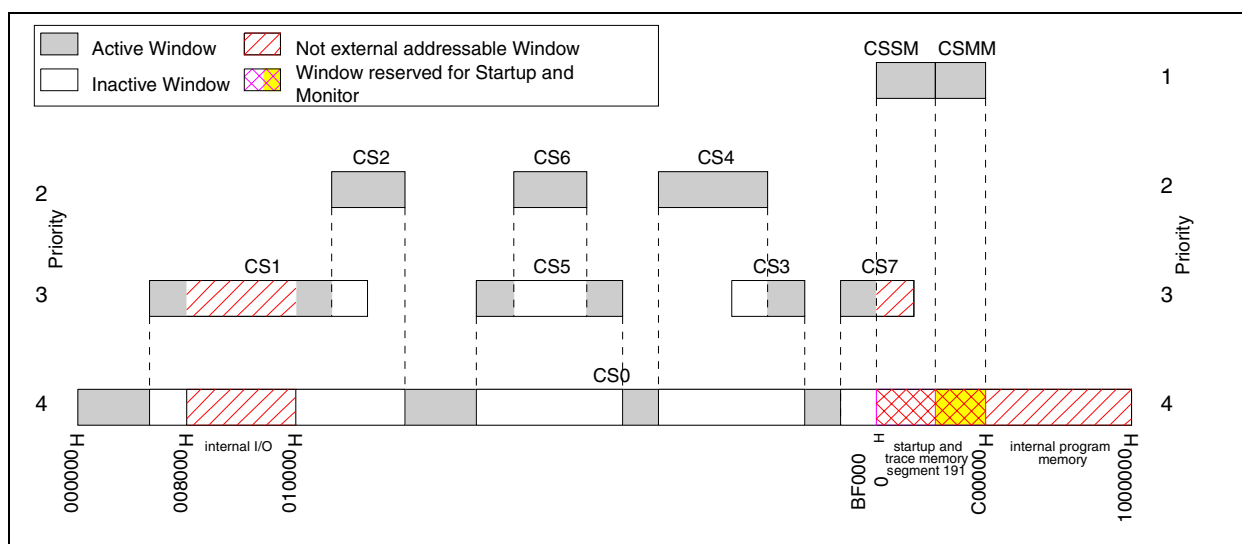 Active Window
Not external addressable Window
Inactive Window
Window reserved for Startup and
Monitor
CSSM CSMM
1
CS2 CS6 CS4
2 2
Priority Priority
CS1 CS5 CS3 CS7
3 3
CS0
4 4
000000H
008000H
internal I/O
010000H
BF000
0
H
startup and
trace memory
segment 191
C00000H
internal program
memory
1000000H